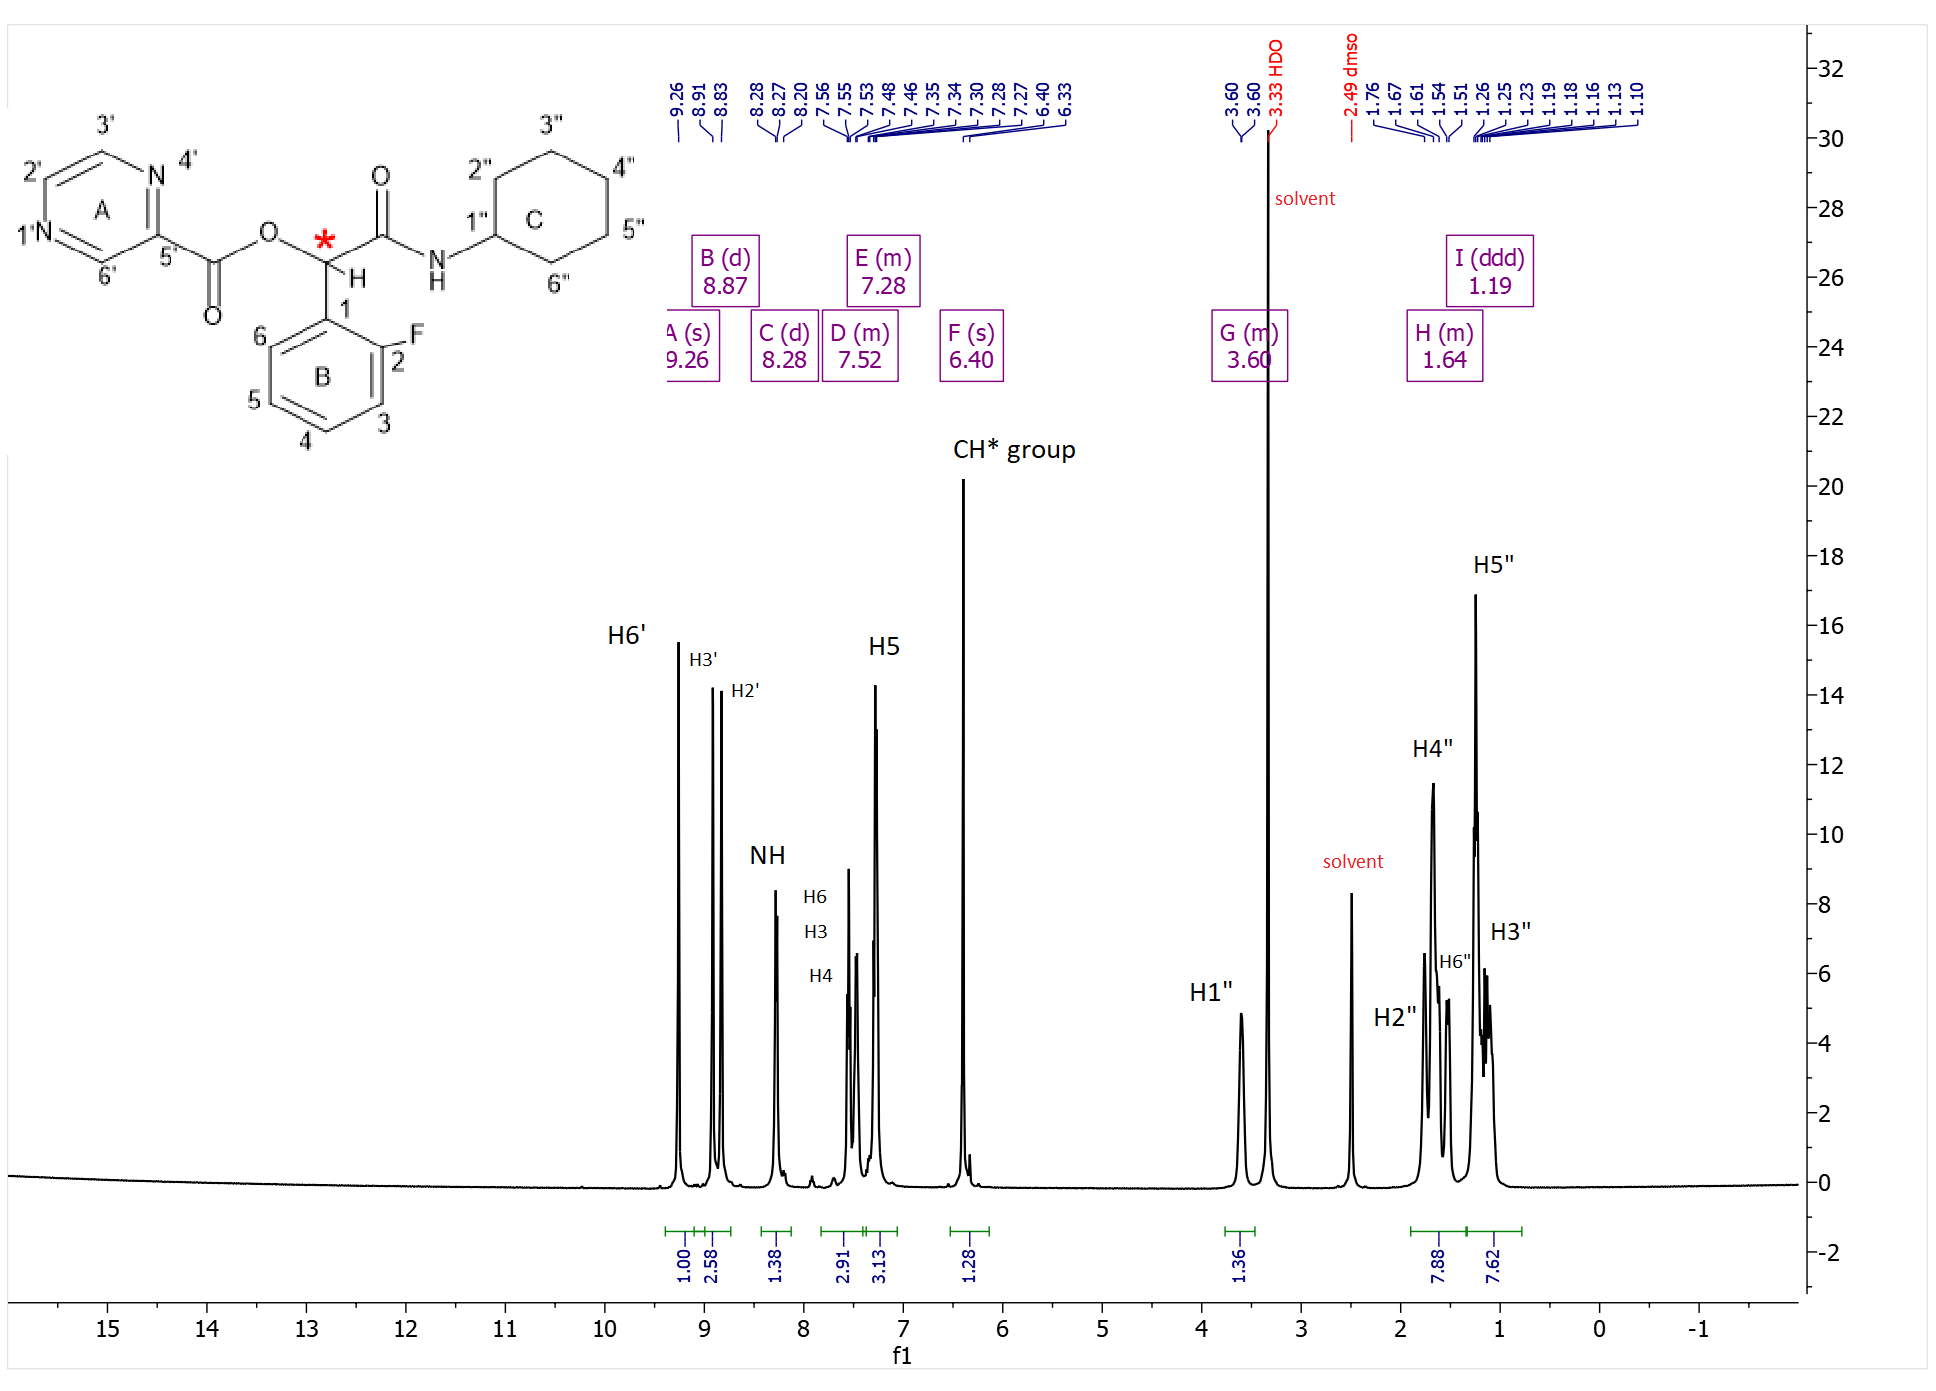 9.26
8.91
8.83
8.28
8.27
8.20
7.56
7.55
7.53
7.48
7.46
7.35
7.34
7.30
7.28
7.27
6.40
6.33
3.60
3.60
3.33 HDO
2.49 dmso
1.76
1.67
1.61
1.54
1.51
1.26
1.25
1.23
1.19
1.18
1.16
1.13
1.10
3'
2'
4'
N
A
1'
N
6'
5'
O
O
*
H
O
N
H
1"
2"
3"
4"
5"
6"
C
1
F
2
3
4
5
6
B
solvent
B (d)
8.87
E (m)
7.28
I (ddd)
1.19
A (s)
9.26
C (d)
8.28
D (m)
7.52
F (s)
6.40
G (m)
3.60
H (m)
1.64
CH* group
H5"
H6'
H3'
H2'
H5
H4"
NH
solvent
H6
H3
H4
H3"
H6"
H1"
H2"
1.00
2.58
1.38
2.91
3.13
1.28
1.36
7.88
7.62
32
30
28
26
24
22
20
18
16
14
12
10
8
6
4
2
0
-2
15
14
13
12
11
10
9
8
7
6
5
4
3
2
1
0
-1
f1